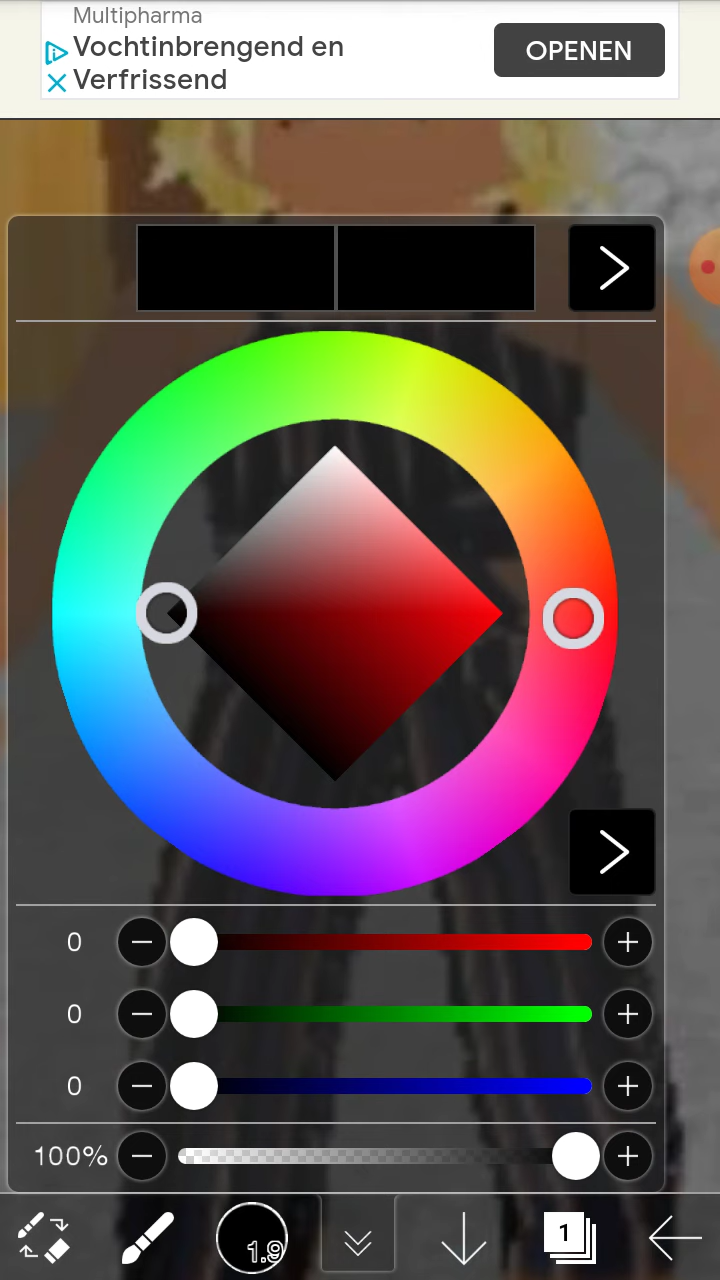 Multipharma
Vochtinbrengend en
Verfrissend
OPENEN
0
0
0
100%
1.9
1